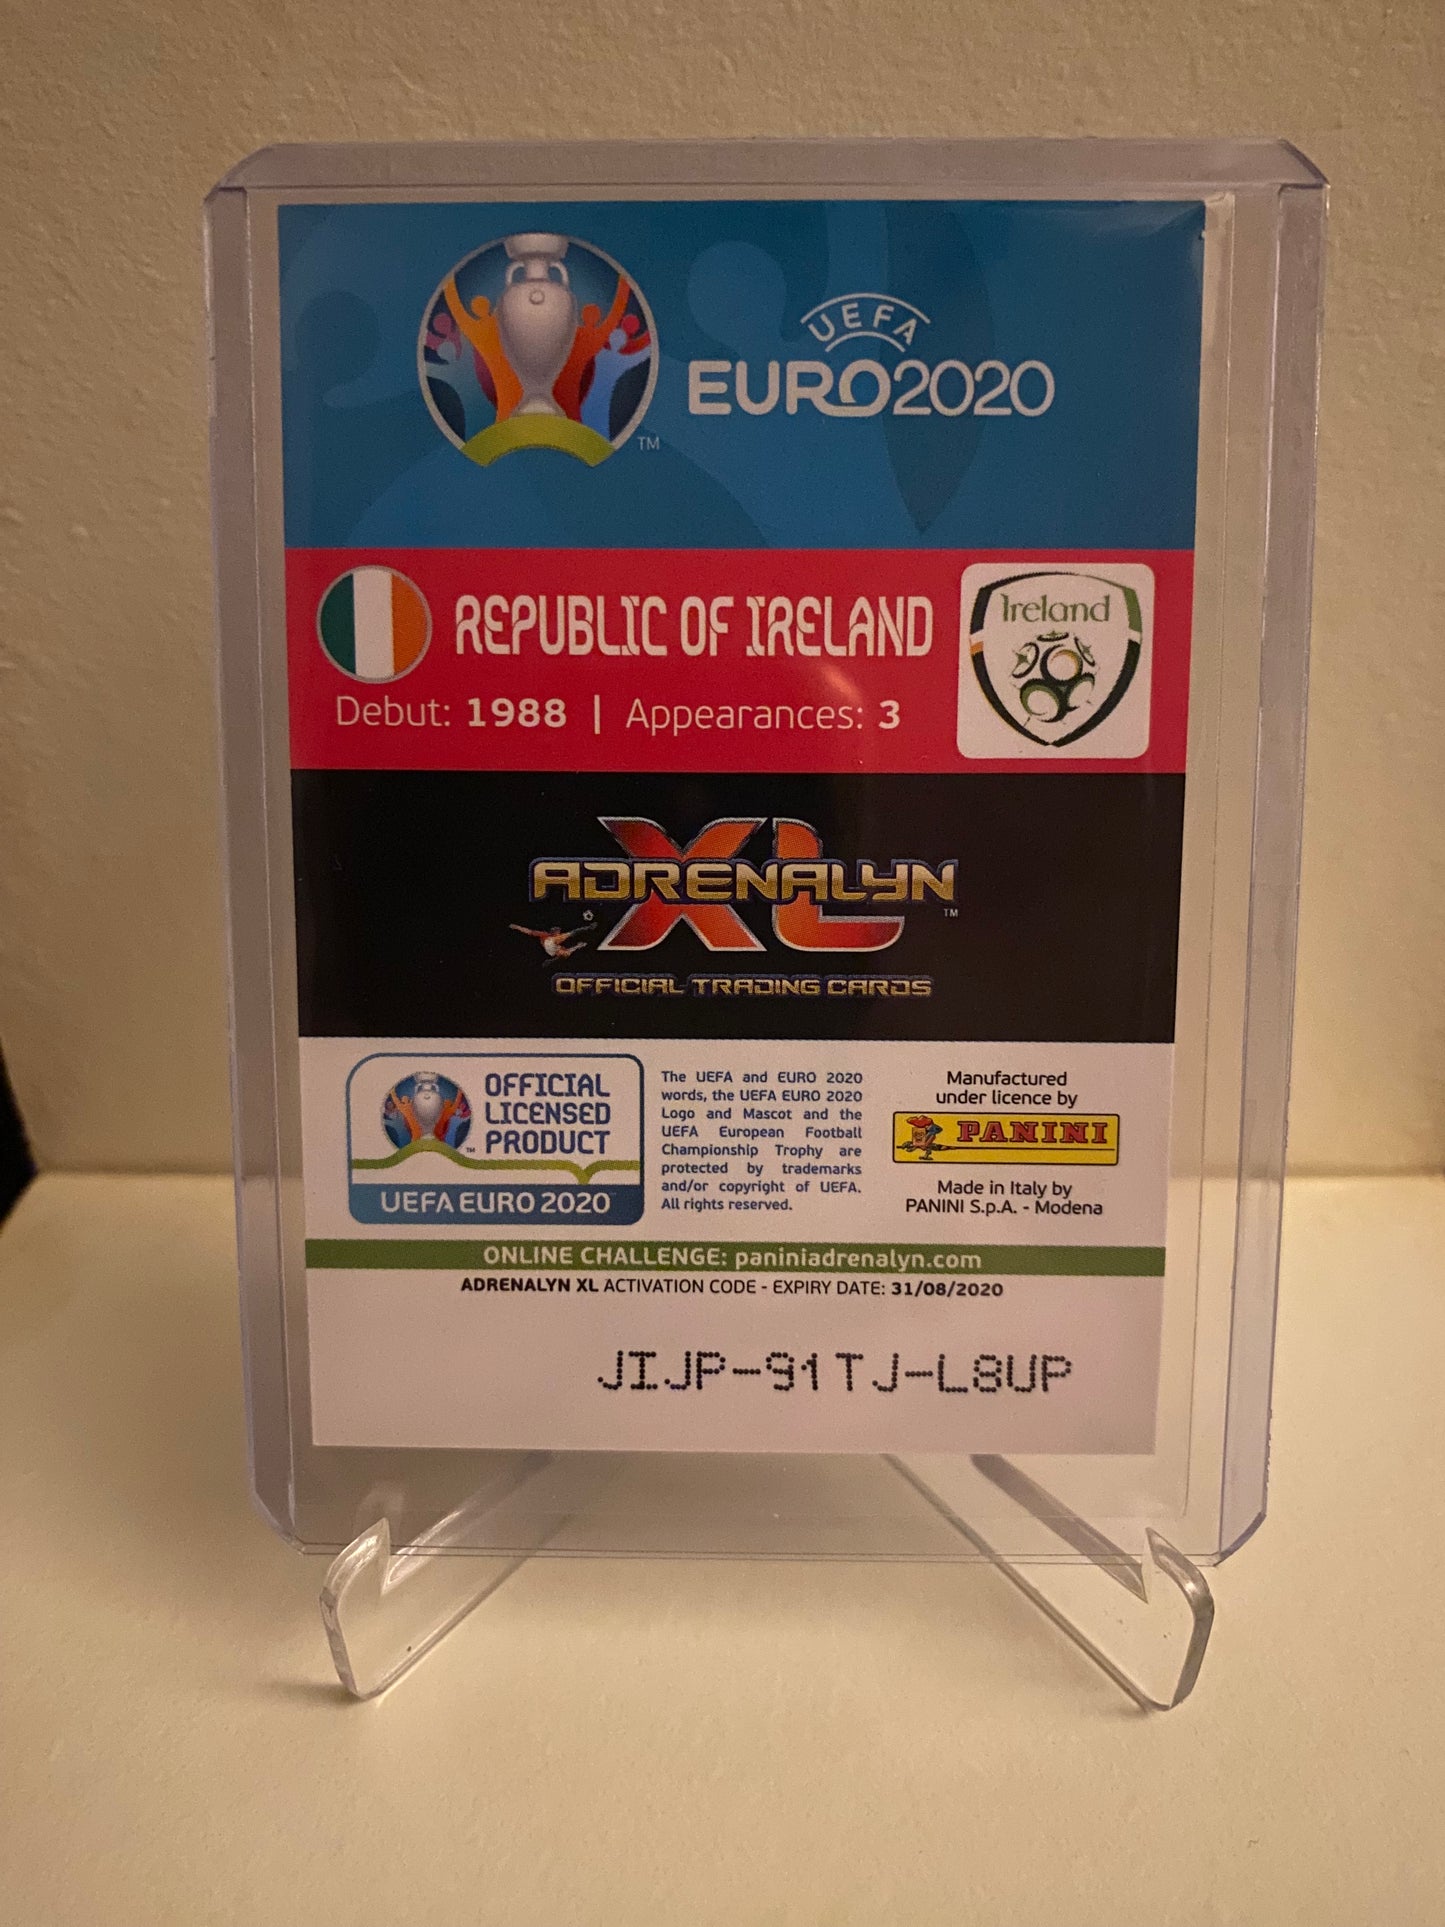 UEFA
EURO2020
TM
REPUBLIC OF IRELAND
Ireland
Debut: 1988 | Appearances: 3
XL
ADRENALYN
TM
OFFICIAL TRADING CARDS
OFFICIAL
LICENSED
PRODUCT
TM
UEFA EURO 2020
The UEFA and EURO 2020
words, the UEFA EURO 2020
Logo and Mascot and the
UEFA European Football
Championship Trophy are
protected by trademarks
and/or copyright of UEFA.
All rights reserved.
Manufactured
under licence by
PANINI
Made in Italy by
PANINI S.p.A. - Modena
ONLINE CHALLENGE: paniniadrenalyn.com
ADRENALYN XL ACTIVATION CODE - EXPIRY DATE: 31/08/2020
JIJP-91TJ-L8UP